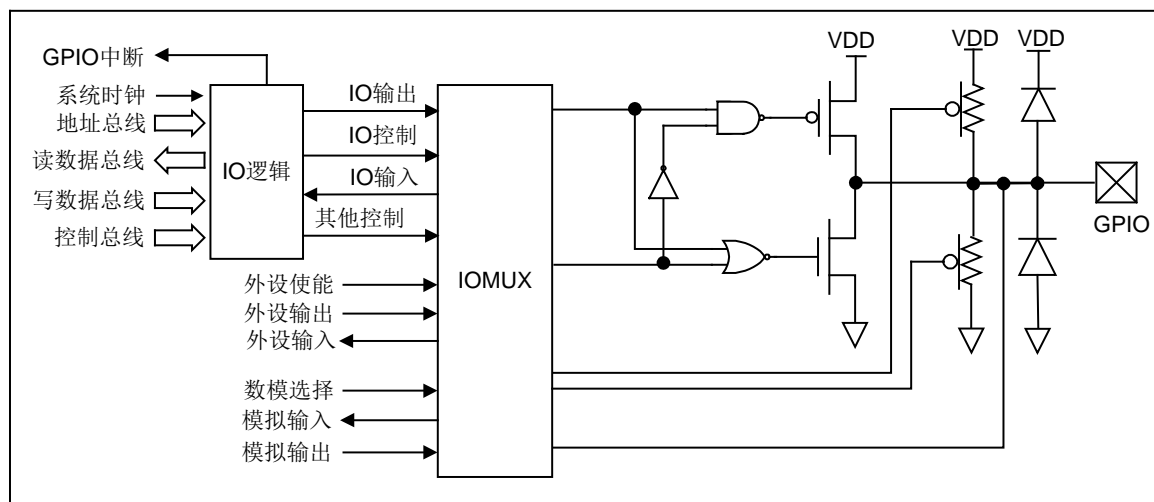 GPIO中断
系统时钟
地址总线
读数据总线
写数据总线
控制总线
IO逻辑
IO输出
IO控制
IO输入
其他控制
外设使能
外设输出
外设输入
数模选择
模拟输入
模拟输出
IOMUX
VDD
VDD
VDD
GPIO